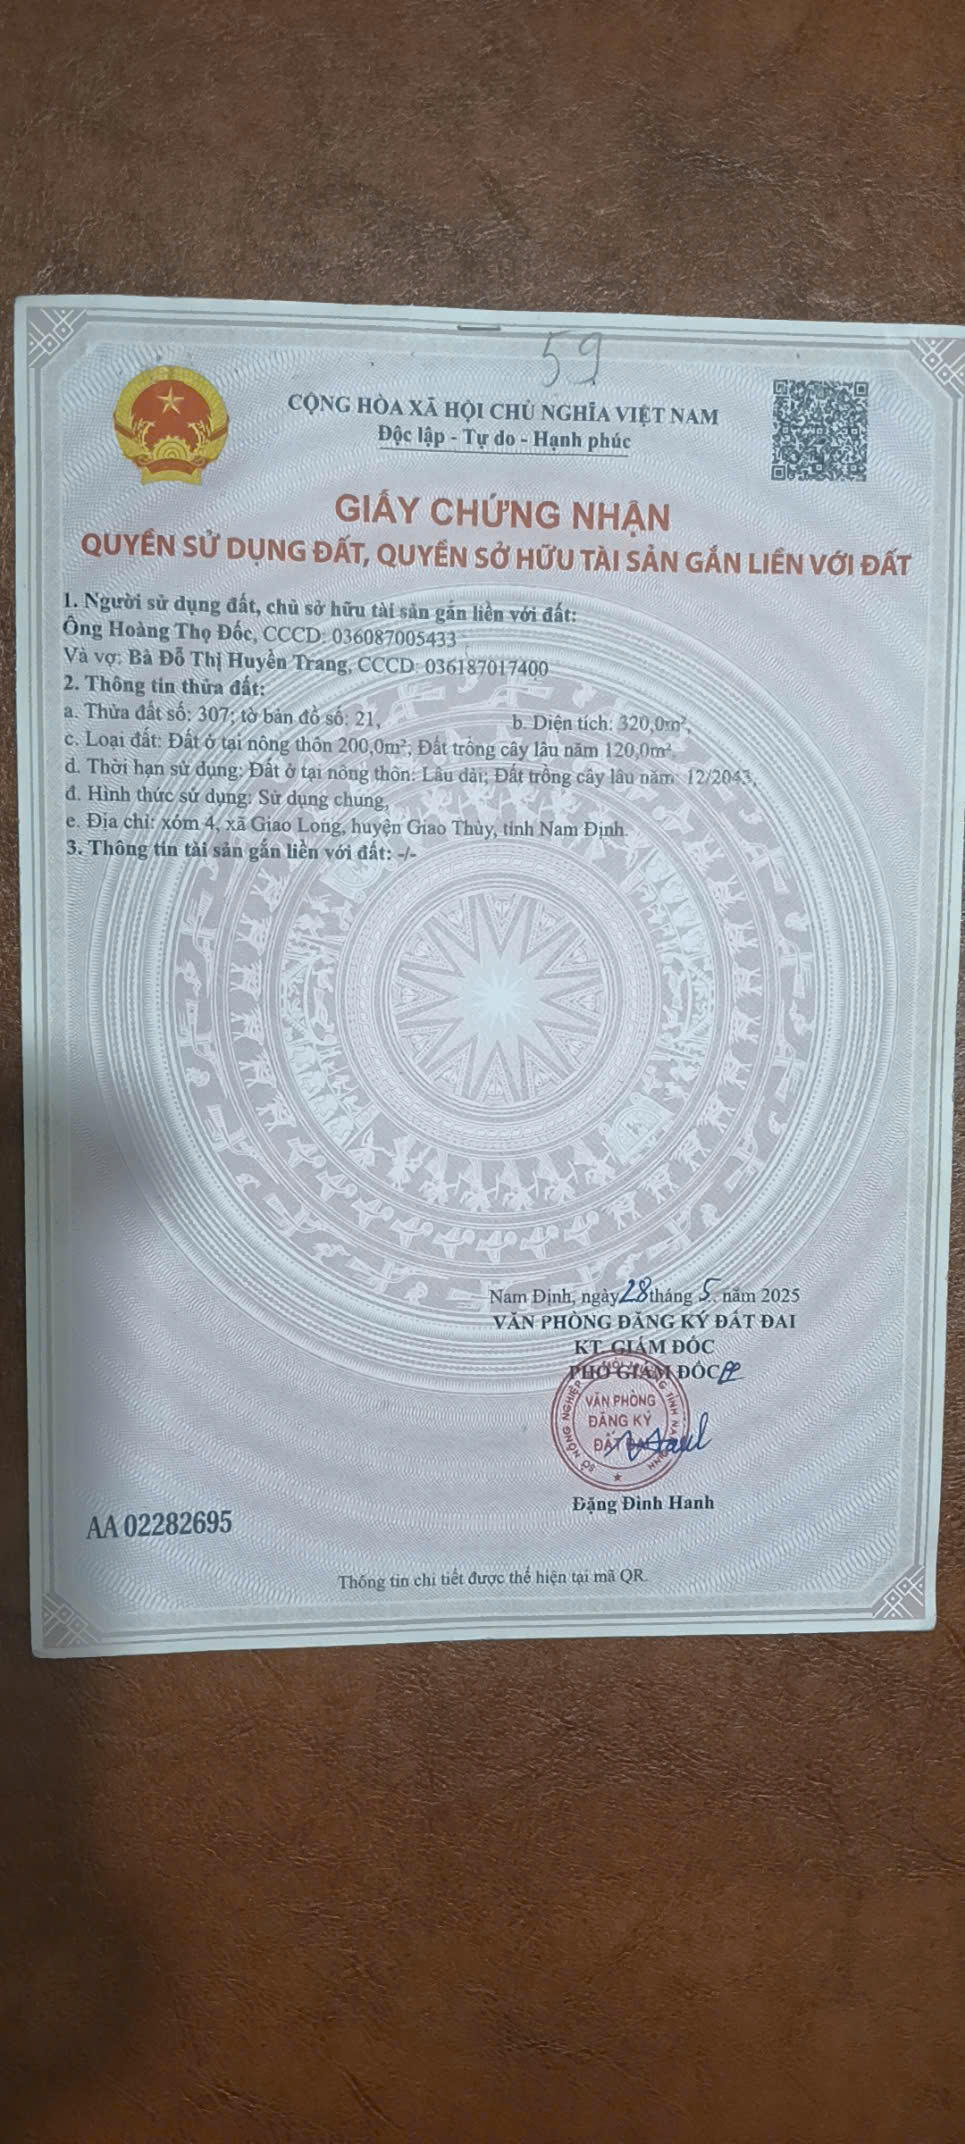 59
CỘNG HÒA XÃ HỘI CHỦ NGHĨA VIỆT NAM
Độc lập - Tự do - Hạnh phúc
GIẤY CHỨNG NHẬN
QUYỀN SỬ DỤNG ĐẤT, QUYỀN SỞ HỮU TÀI SẢN GẮN LIỀN VỚI ĐẤT
1. Người sử dụng đất, chủ sở hữu tài sản gắn liền với đất:
Ông Hoàng Thọ Đốc, CCCD: 036087005433
Và vợ: Bà Đỗ Thị Huyền Trang, CCCD: 036187017400
2. Thông tin thửa đất:
a. Thửa đất số: 307; tờ bản đồ số: 21, b. Diện tích: 320,0m²,
c. Loại đất: Đất ở tại nông thôn 200,0m²; Đất trồng cây lâu năm 120,0m².
d. Thời hạn sử dụng: Đất ở tại nông thôn: Lâu dài; Đất trồng cây lâu năm: 12/2043,
đ. Hình thức sử dụng: Sử dụng chung,
e. Địa chỉ: xóm 4, xã Giao Long, huyện Giao Thủy, tỉnh Nam Định.
3. Thông tin tài sản gắn liền với đất: -/-
Nam Định, ngày 28 tháng 5. năm 2025
VĂN PHÒNG ĐĂNG KÝ ĐẤT ĐAI
KT. GIÁM ĐỐC
PHÓ GIÁM ĐỐC
VĂN PHÒNG
ĐĂNG KÝ
ĐẤT
Đặng Đình Hanh
AA 02282695
Thông tin chi tiết được thể hiện tại mã QR.